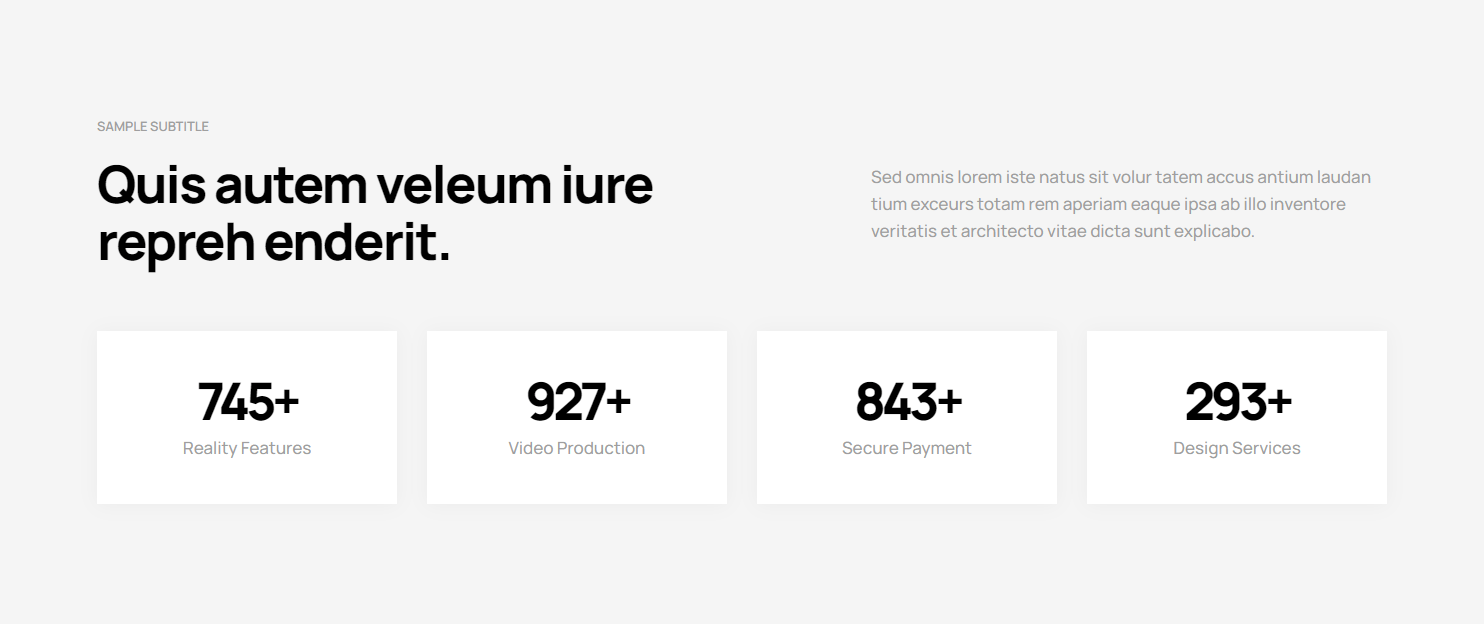 SAMPLE SUBTITLE
Quis autem veleum iure
repreh enderit.
Sed omnis lorem iste natus sit volur tatem accus antium laudan
tium exceurs totam rem aperiam eaque ipsa ab illo inventore
veritatis et architecto vitae dicta sunt explicabo.
745+
Reality Features
927+
Video Production
843+
Secure Payment
293+
Design Services